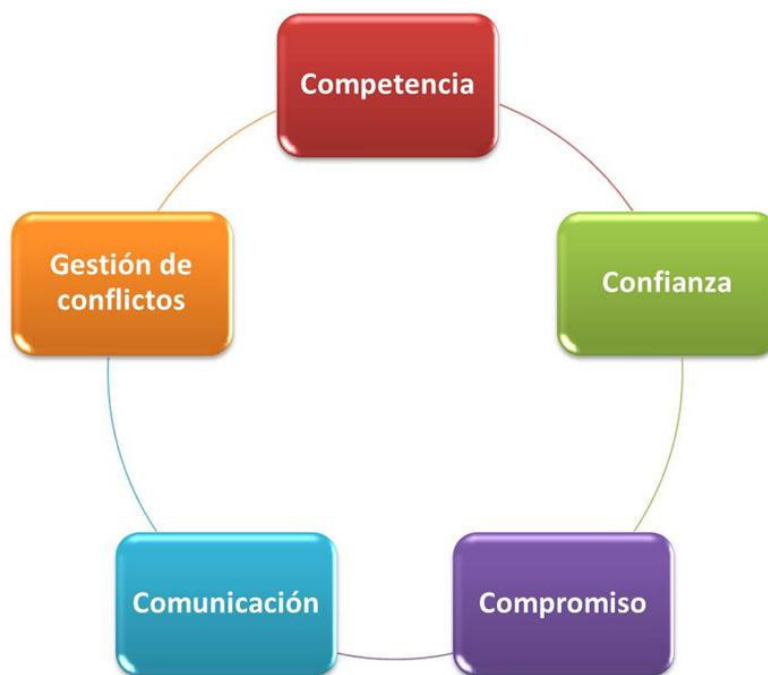 Competencia
Confianza
Compromiso
Comunicación
Gestión de
conflictos